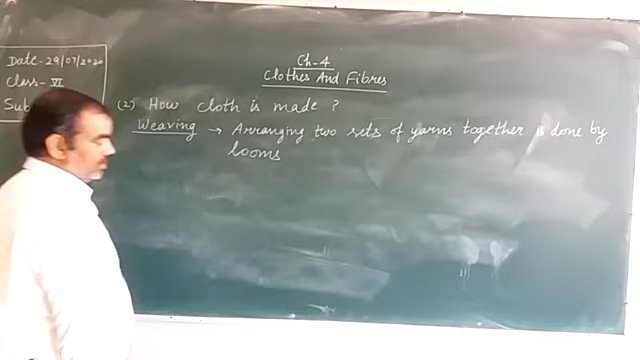 Date-29/07/2020
Class- VI
Sub
Ch-4
Clothes And Fibres
(2) How cloth is made ?
Weaving → Arranging two sets of yarns together is done by
looms